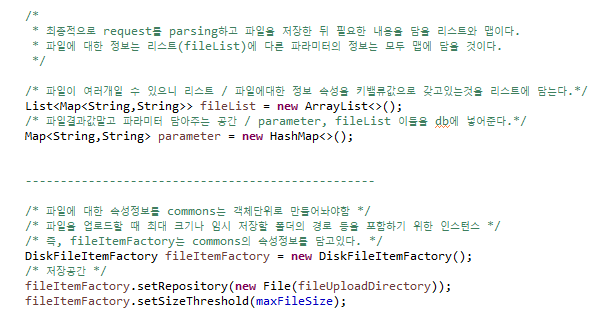 /*
* 최종적으로 request를 parsing하고 파일을 저장한 뒤 필요한 내용을 담을 리스트와 맵이다.
* 파일에 대한 정보는 리스트(fileList)에 다른 파라미터의 정보는 모두 맵에 담을 것이다.
*/
/* 파일이 여러개일 수 있으니 리스트 / 파일에대한 정보 속성을 키밸류값으로 갖고있는것을 리스트에 담는다.*/
List<Map<String,String>> fileList = new ArrayList<>();
/* 파일결과값말고 파라미터 담아주는 공간 / parameter, fileList 이들을 db에 넣어준다.*/
Map<String,String> parameter = new HashMap<>();
------------------------------------------------
/* 파일에 대한 속성정보를 commons는 객체단위로 만들어놔야함 */
/* 파일을 업로드할 때 최대 크기나 임시 저장할 폴더의 경로 등을 포함하기 위한 인스턴스 */
/* 즉, fileItemFactory는 commons의 속성정보를 담고있다. */
DiskFileItemFactory fileItemFactory = new DiskFileItemFactory();
/* 저장공간 */
fileItemFactory.setRepository(new File(fileUploadDirectory));
fileItemFactory.setSizeThreshold(maxFileSize);